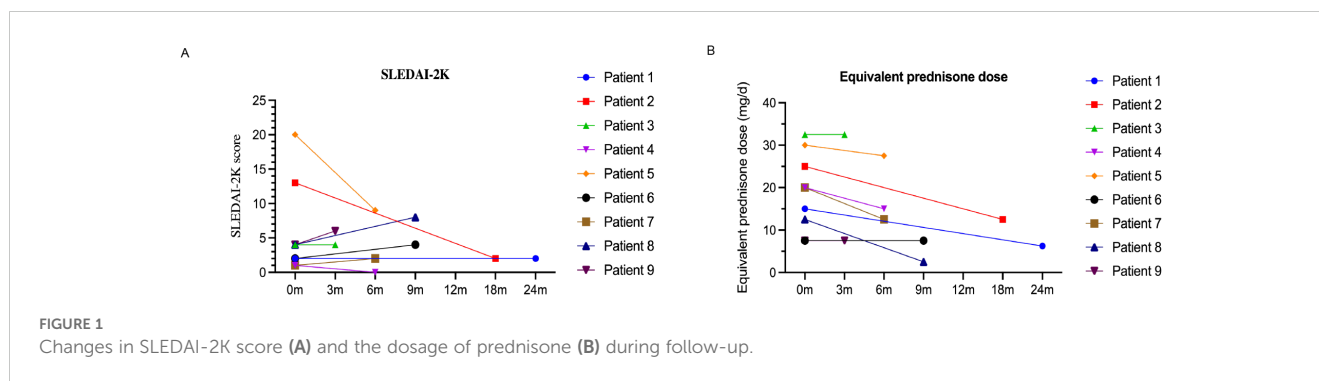 A
SLEDAI-2K
SLEDAI-2K score
25
20
15
10
5
0
0m 3m 6m 9m 12m 18m 24m
Patient 1
Patient 2
Patient 3
Patient 4
Patient 5
Patient 6
Patient 7
Patient 8
Patient 9
B
Equivalent prednisone dose
Equivalent prednisone dose (mg/d)
40
30
20
10
0
0m 3m 6m 9m 12m 18m 24m
Patient 1
Patient 2
Patient 3
Patient 4
Patient 5
Patient 6
Patient 7
Patient 8
Patient 9
FIGURE 1
Changes in SLEDAI-2K score (A) and the dosage of prednisone (B) during follow-up.